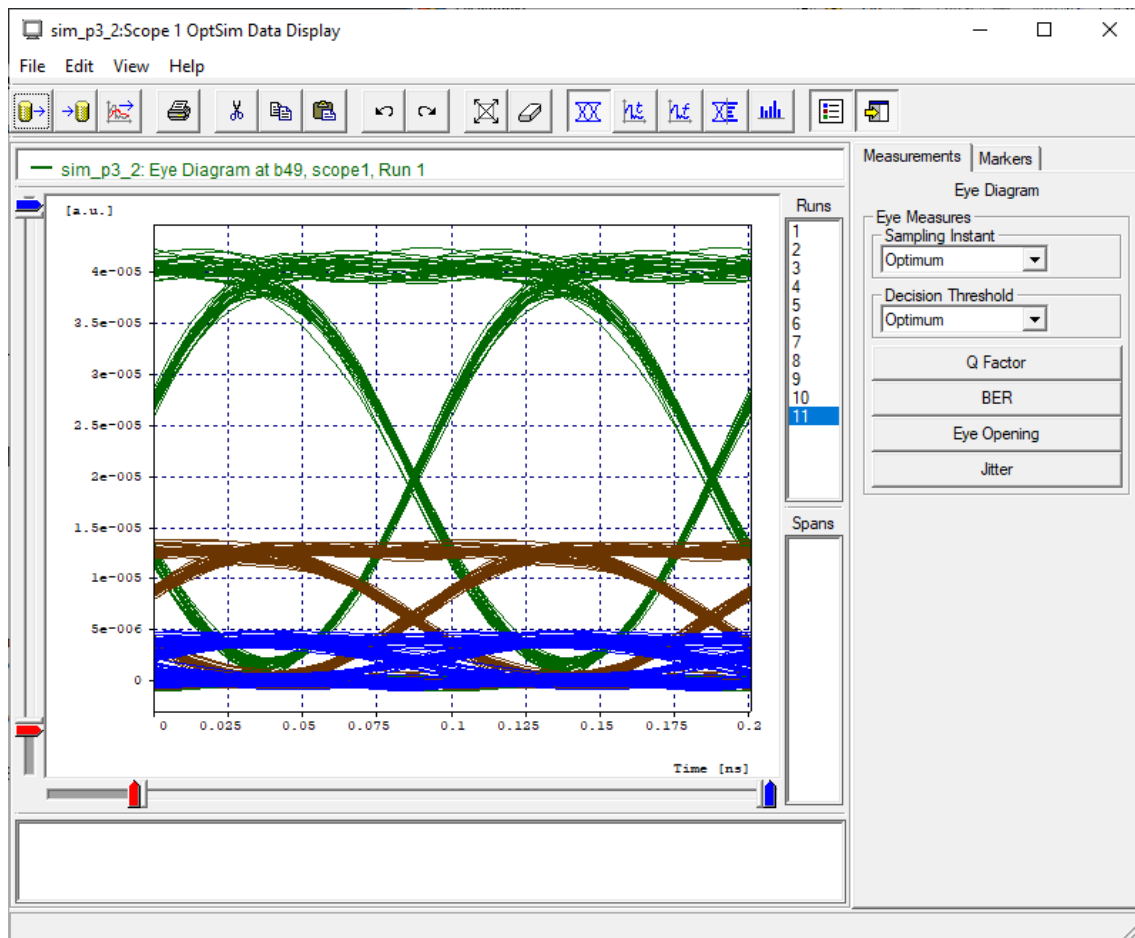 sim_p3_2:Scope 1 OptSim Data Display
File Edit View Help
sim_p3_2: Eye Diagram at b49, scope1, Run 1
[a.u.]
4e-005
3.5e-005
3e-005
2.5e-005
2e-005
1.5e-005
1e-005
5e-006
0
0 0.025 0.05 0.075 0.1 0.125 0.15 0.175 0.2
Time [ns]
Runs
1
2
3
4
5
6
7
8
9
10
11
Spans
Measurements Markers
Eye Diagram
Eye Measures
Sampling Instant
Optimum
Decision Threshold
Optimum
Q Factor
BER
Eye Opening
Jitter